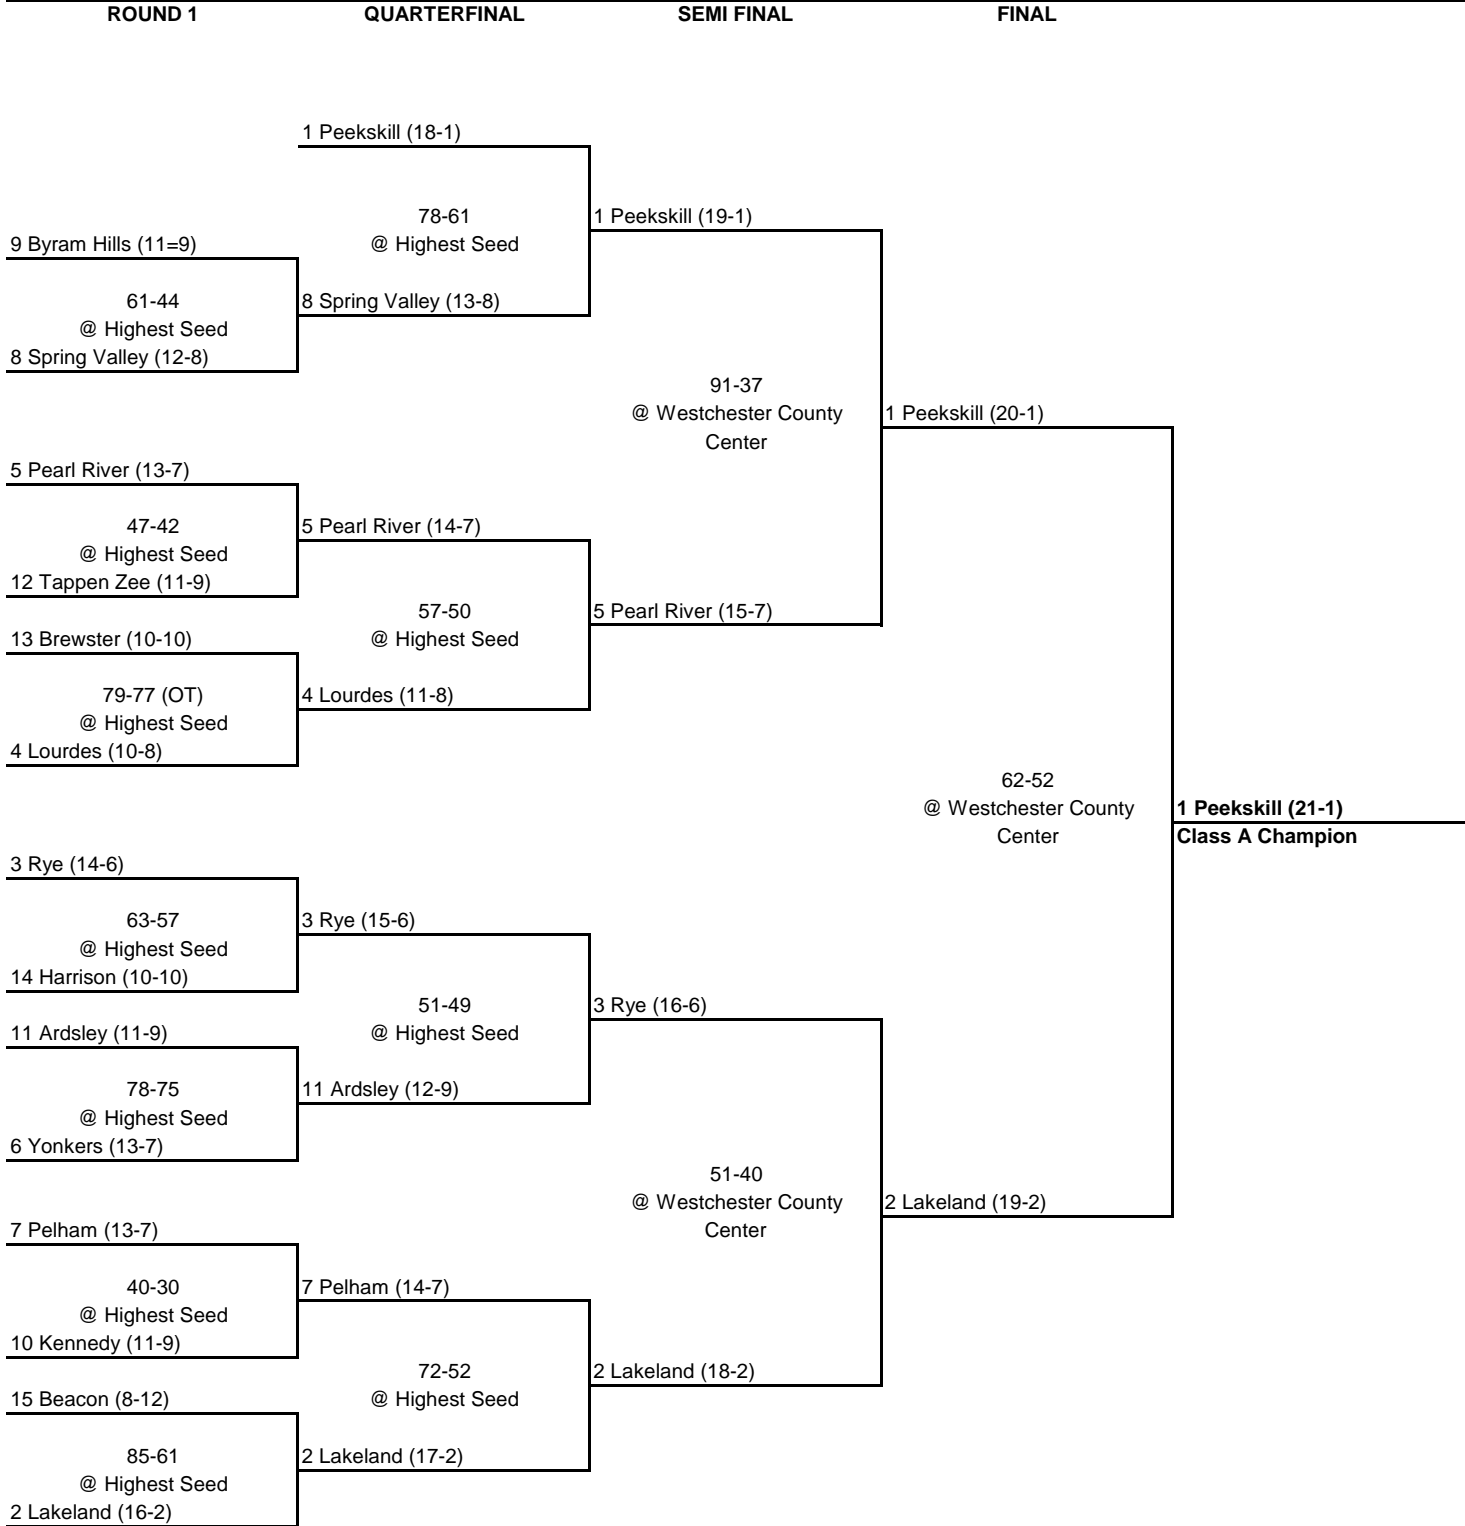 ROUND 1
QUARTERFINAL
SEMI FINAL
FINAL
1 Peekskill (18-1)
78-61
@ Highest Seed
1 Peekskill (19-1)
9 Byram Hills (11=9)
61-44
@ Highest Seed
8 Spring Valley (13-8)
8 Spring Valley (12-8)
91-37
@ Westchester County
Center
1 Peekskill (20-1)
5 Pearl River (13-7)
47-42
@ Highest Seed
5 Pearl River (14-7)
12 Tappen Zee (11-9)
57-50
@ Highest Seed
5 Pearl River (15-7)
13 Brewster (10-10)
79-77 (OT)
@ Highest Seed
4 Lourdes (11-8)
4 Lourdes (10-8)
62-52
@ Westchester County
Center
1 Peekskill (21-1)
Class A Champion
3 Rye (14-6)
63-57
@ Highest Seed
3 Rye (15-6)
14 Harrison (10-10)
51-49
@ Highest Seed
3 Rye (16-6)
11 Ardsley (11-9)
78-75
@ Highest Seed
11 Ardsley (12-9)
6 Yonkers (13-7)
51-40
@ Westchester County
Center
2 Lakeland (19-2)
7 Pelham (13-7)
40-30
@ Highest Seed
7 Pelham (14-7)
10 Kennedy (11-9)
72-52
@ Highest Seed
2 Lakeland (18-2)
15 Beacon (8-12)
85-61
@ Highest Seed
2 Lakeland (17-2)
2 Lakeland (16-2)